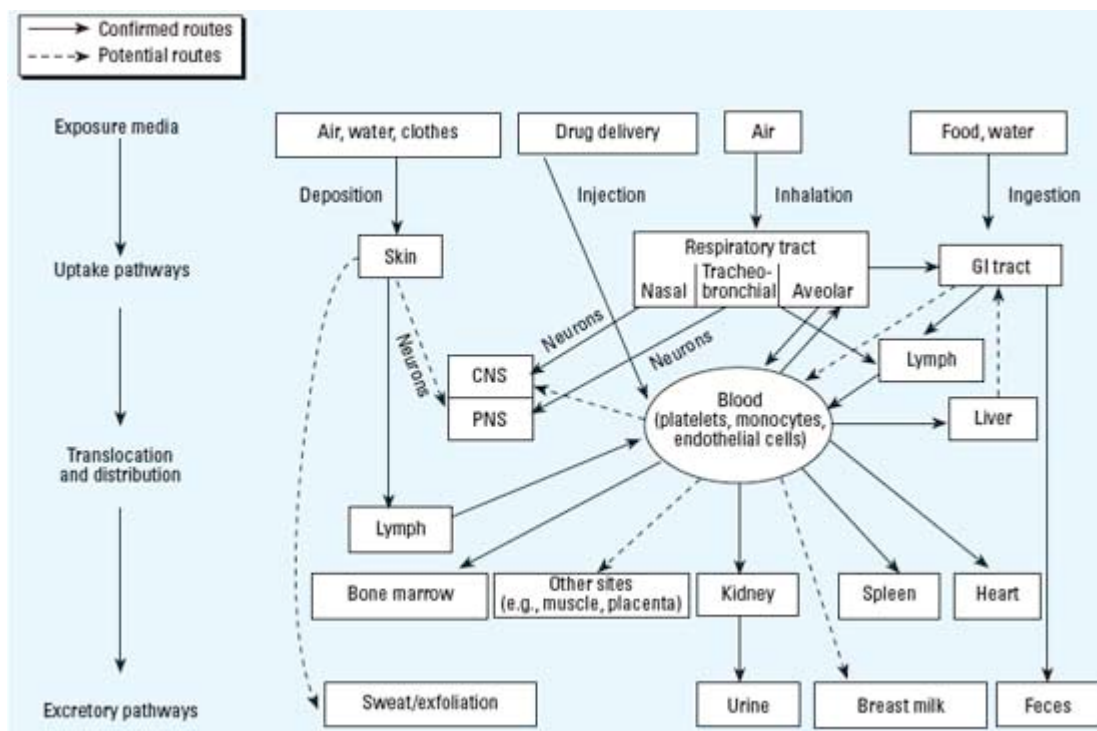 Confirmed routes
Potential routes
Exposure media
Air, water, clothes
Drug delivery
Air
Food, water
Deposition
Injection
Inhalation
Ingestion
Uptake pathways
Skin
Respiratory tract
Nasal
Tracheo-
bronchial
Aveolar
GI tract
Neurons
Neurons
Neurons
CNS
PNS
Lymph
Blood
(platelets, monocytes,
endothelial cells)
Liver
Translocation
and distribution
Lymph
Bone marrow
Other sites
(e.g., muscle, placenta)
Kidney
Spleen
Heart
Excretory pathways
Sweat/exfoliation
Urine
Breast milk
Feces